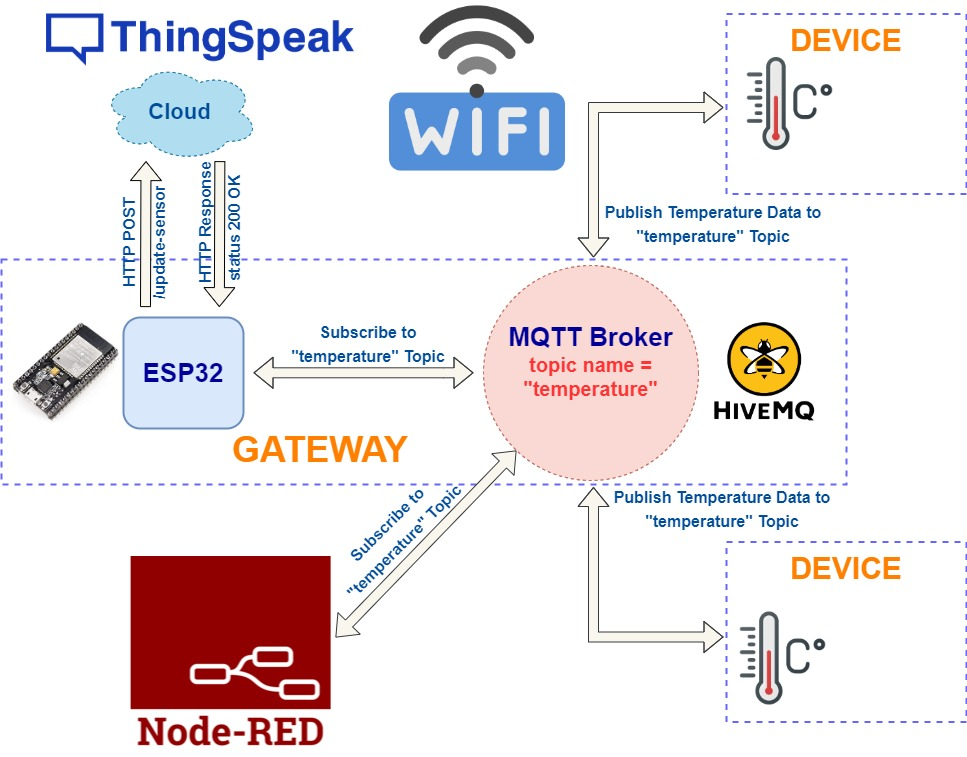 ThingSpeak
WIFI
DEVICE
C°
Cloud
HTTP POST
/update-sensor
HTTP Response
status 200 OK
Publish Temperature Data to
"temperature" Topic
ESP32
Subscribe to
"temperature" Topic
MQTT Broker
topic name =
"temperature"
HIVEMQ
GATEWAY
Subscribe to
"temperature" Topic
Publish Temperature Data to
"temperature" Topic
DEVICE
C°
Node-RED